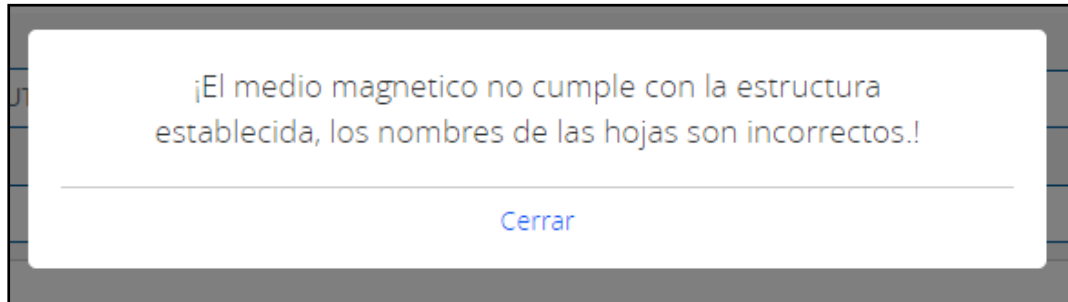 ¡El medio magnetico no cumple con la estructura
establecida, los nombres de las hojas son incorrectos.!
Cerrar